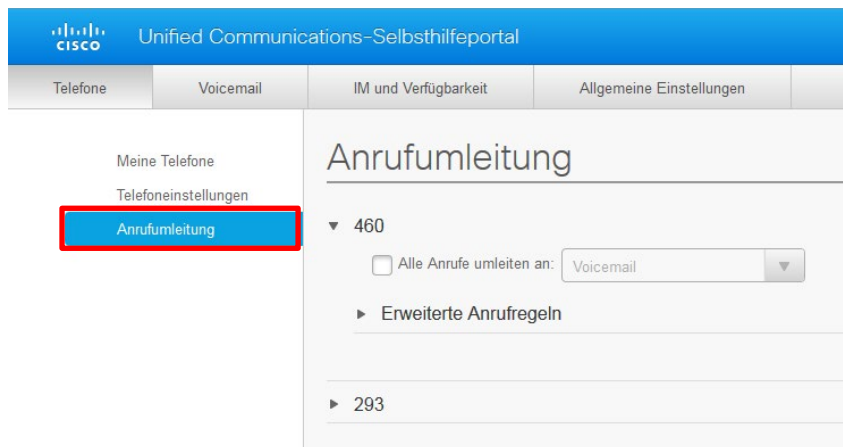 CISCO Unified Communications-Selbsthilfeportal
Telefone Voicemail IM und Verfügbarkeit Allgemeine Einstellungen
Meine Telefone
Telefoneinstellungen
Anrufumleitung
Anrufumleitung
460
Alle Anrufe umleiten an: Voicemail
Erweiterte Anrufregeln
293